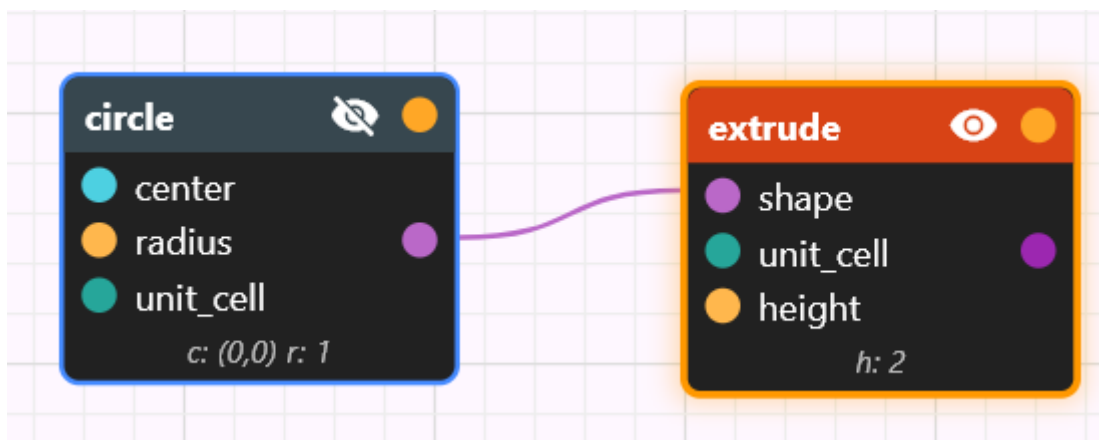 circle
center
radius
unit_cell
c: (0,0) r: 1
extrude
shape
unit_cell
height
h: 2